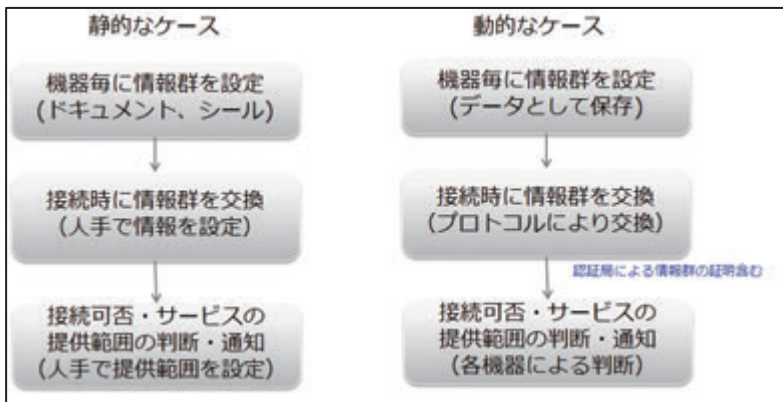 静的なケース
機器毎に情報群を設定
(ドキュメント、シール)
接続時に情報群を交換
(人手で情報を設定)
接続可否・サービスの
提供範囲の判断・通知
(人手で提供範囲を設定)
動的なケース
機器毎に情報群を設定
(データとして保存)
接続時に情報群を交換
(プロトコルにより交換)
認証局による情報群の証明含む
接続可否・サービスの
提供範囲の判断・通知
(各機器による判断)